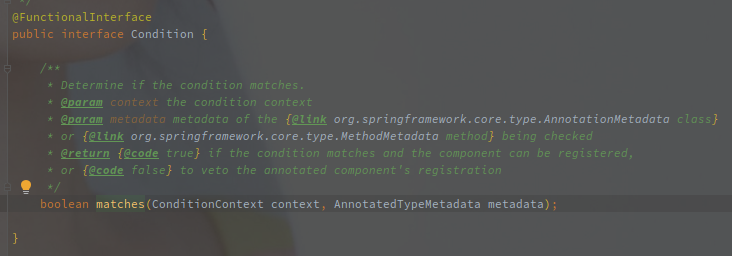 */
@FunctionalInterface
public interface Condition {
/**
* Determine if the condition matches.
* @param context the condition context
* @param metadata metadata of the {@link org.springframework.core.type.AnnotationMetadata class}
* or {@link org.springframework.core.type.MethodMetadata method} being checked
* @return {@code true} if the condition matches and the component can be registered,
* or {@code false} to veto the annotated component's registration
*/
boolean matches(ConditionContext context, AnnotatedTypeMetadata metadata);
}